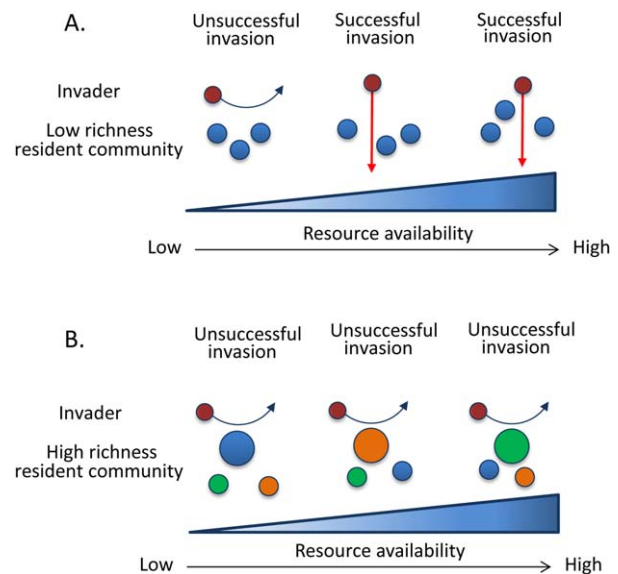 A.
Unsuccessful invasion
Successful invasion
Successful invasion
Invader
Low richness
resident community
Resource availability
Low
High
B.
Unsuccessful invasion
Unsuccessful invasion
Unsuccessful invasion
Invader
High richness
resident community
Resource availability
Low
High